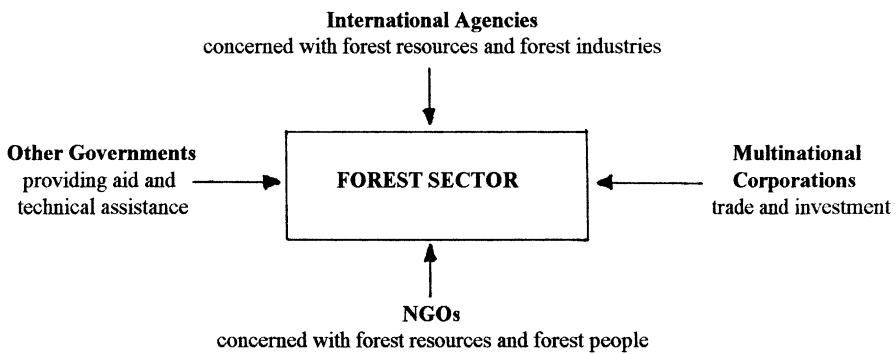 International Agencies
concerned with forest resources and forest industries
Other Governments
providing aid and
technical assistance
FOREST SECTOR
Multinational
Corporations
trade and investment
NGOs
concerned with forest resources and forest people